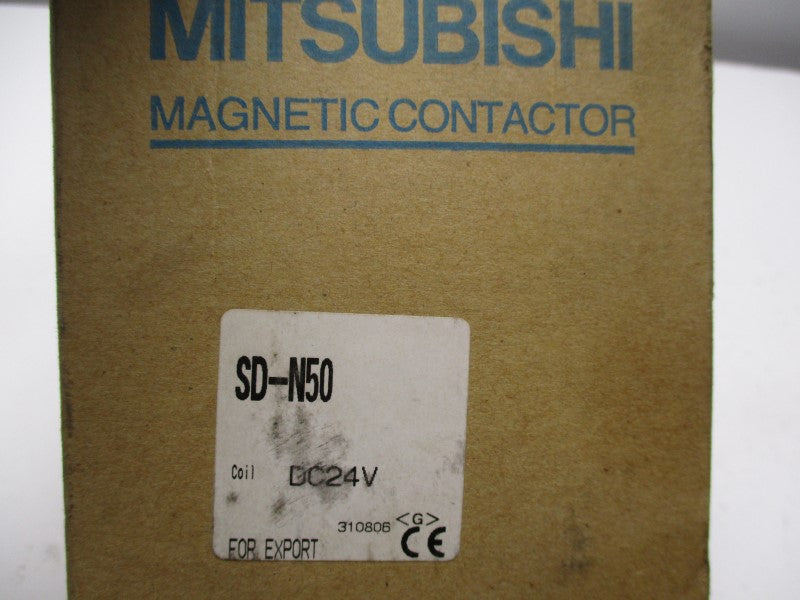 MITSUBISHI
MAGNETIC CONTACTOR
SD-N50
Coil DC24V
310806 <G>
FOR EXPORT CE